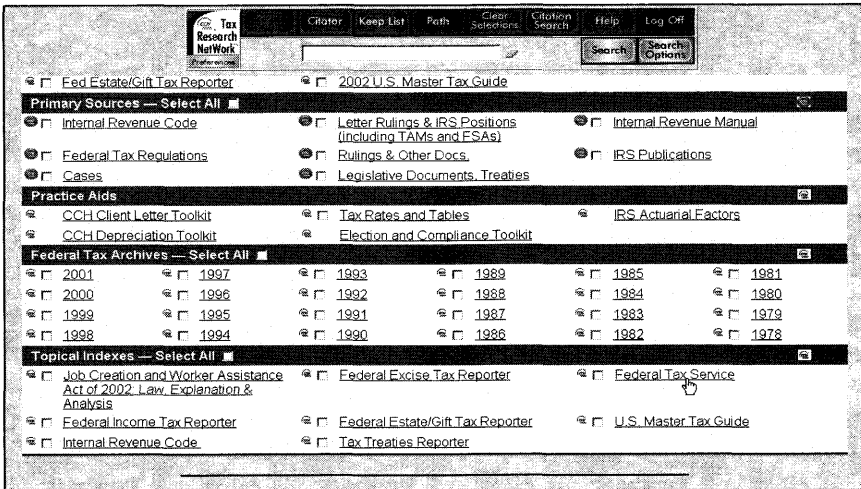 Tax
Research
NetWork
Preferences
Citator Keep List Path Clear Selections Citation Search Help Log Off
Search Search Options
Fed Estate/Gift Tax Reporter 2002 U.S. Master Tax Guide
Primary Sources — Select All
Internal Revenue Code Letter Rulings & IRS Positions (including TAMs and FSAs) Internal Revenue Manual
Federal Tax Regulations Rulings & Other Docs. IRS Publications
Cases Legislative Documents, Treaties
Practice Aids
CCH Client Letter Toolkit Tax Rates and Tables IRS Actuarial Factors
CCH Depreciation Toolkit Election and Compliance Toolkit
Federal Tax Archives — Select All
2001 1997 1993 1989 1985 1981
2000 1996 1992 1988 1984 1980
1999 1995 1991 1987 1983 1979
1998 1994 1990 1986 1982 1978
Topical Indexes — Select All
Job Creation and Worker Assistance Act of 2002: Law, Explanation & Analysis Federal Excise Tax Reporter Federal Tax Service
Federal Income Tax Reporter Federal Estate/Gift Tax Reporter U.S. Master Tax Guide
Internal Revenue Code Tax Treaties Reporter